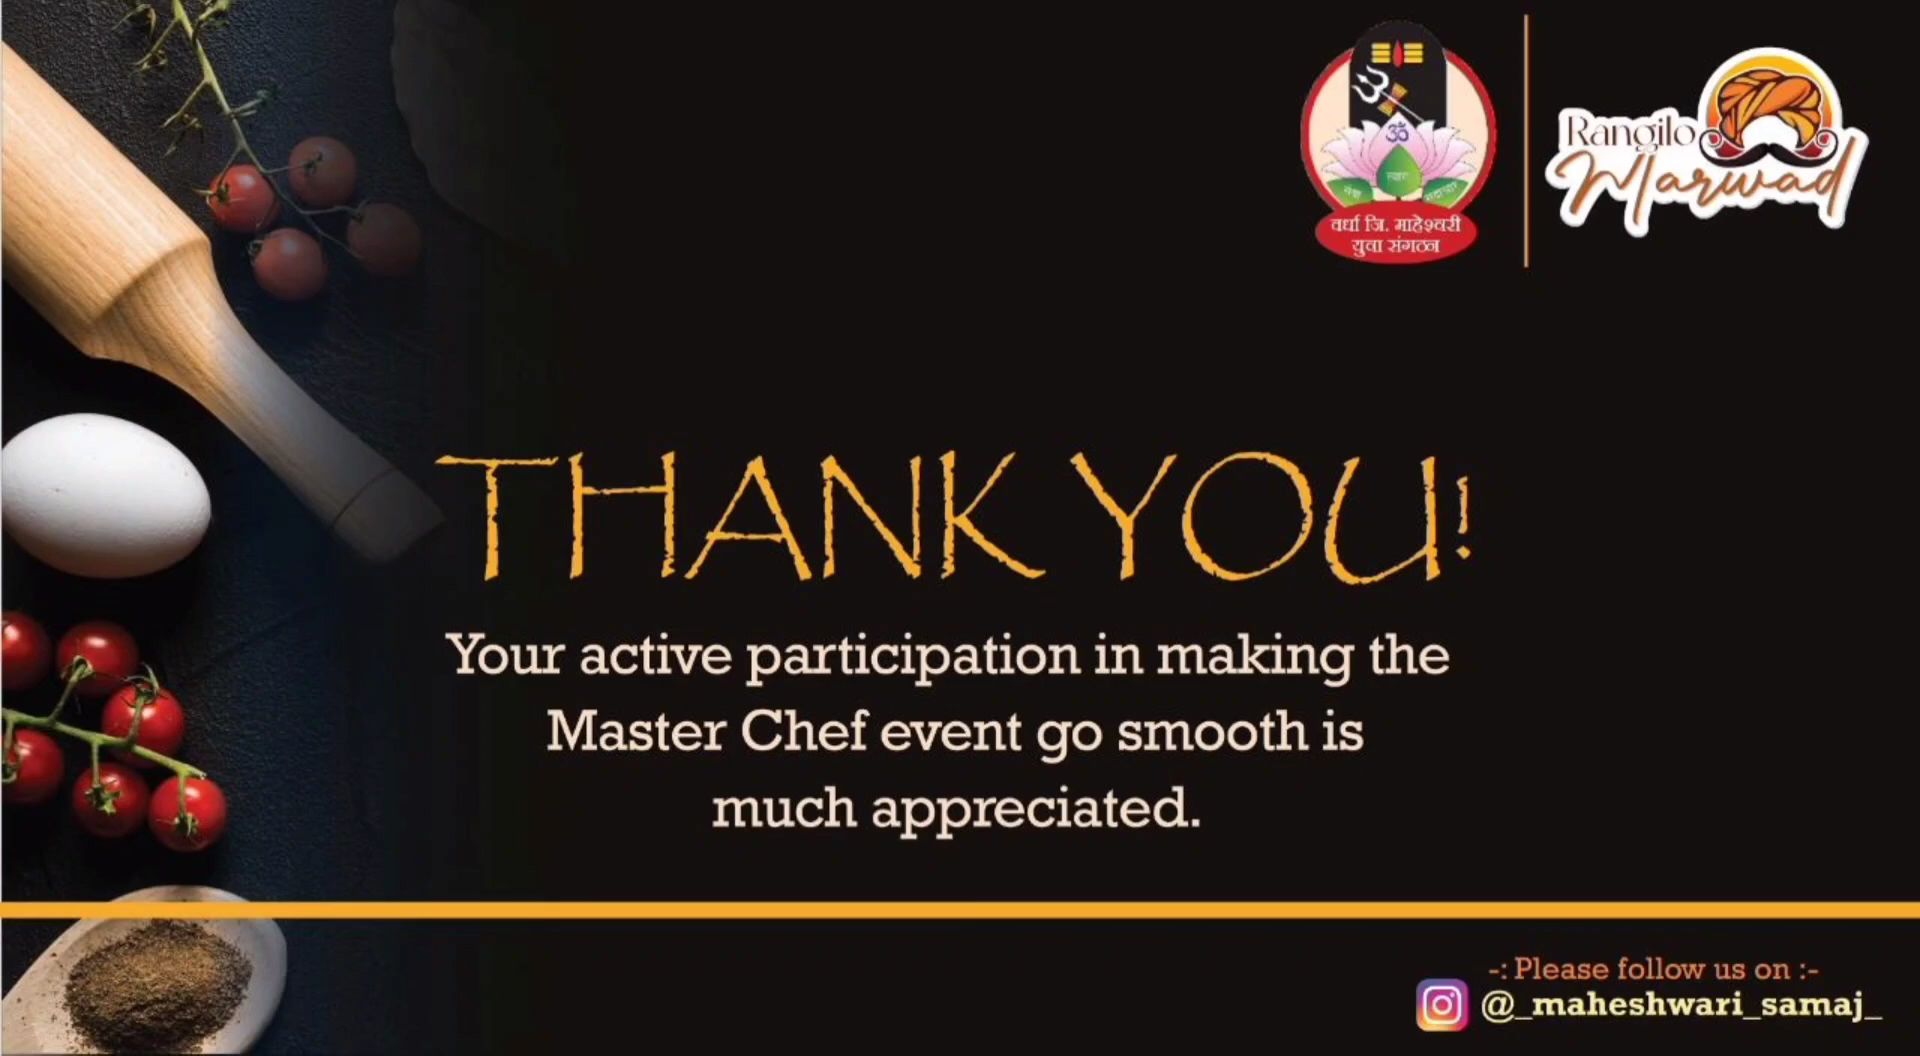 ॐ
सेवा
त्याग
सदाचार
वर्धा जि. माहेश्वरी
युवा संगठन
Rangilo
Marwad
THANK YOU!
Your active participation in making the
Master Chef event go smooth is
much appreciated.
-: Please follow us on :-
@_maheshwari_samaj_